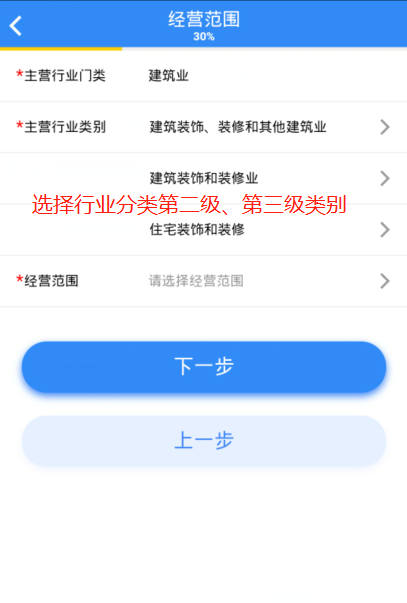 经营范围
30%
*主营行业门类 建筑业
*主营行业类别 建筑装饰、装修和其他建筑业
建筑装饰和装修业
选择行业分类第二级、第三级类别
住宅装饰和装修
*经营范围 请选择经营范围
下一步
上一步